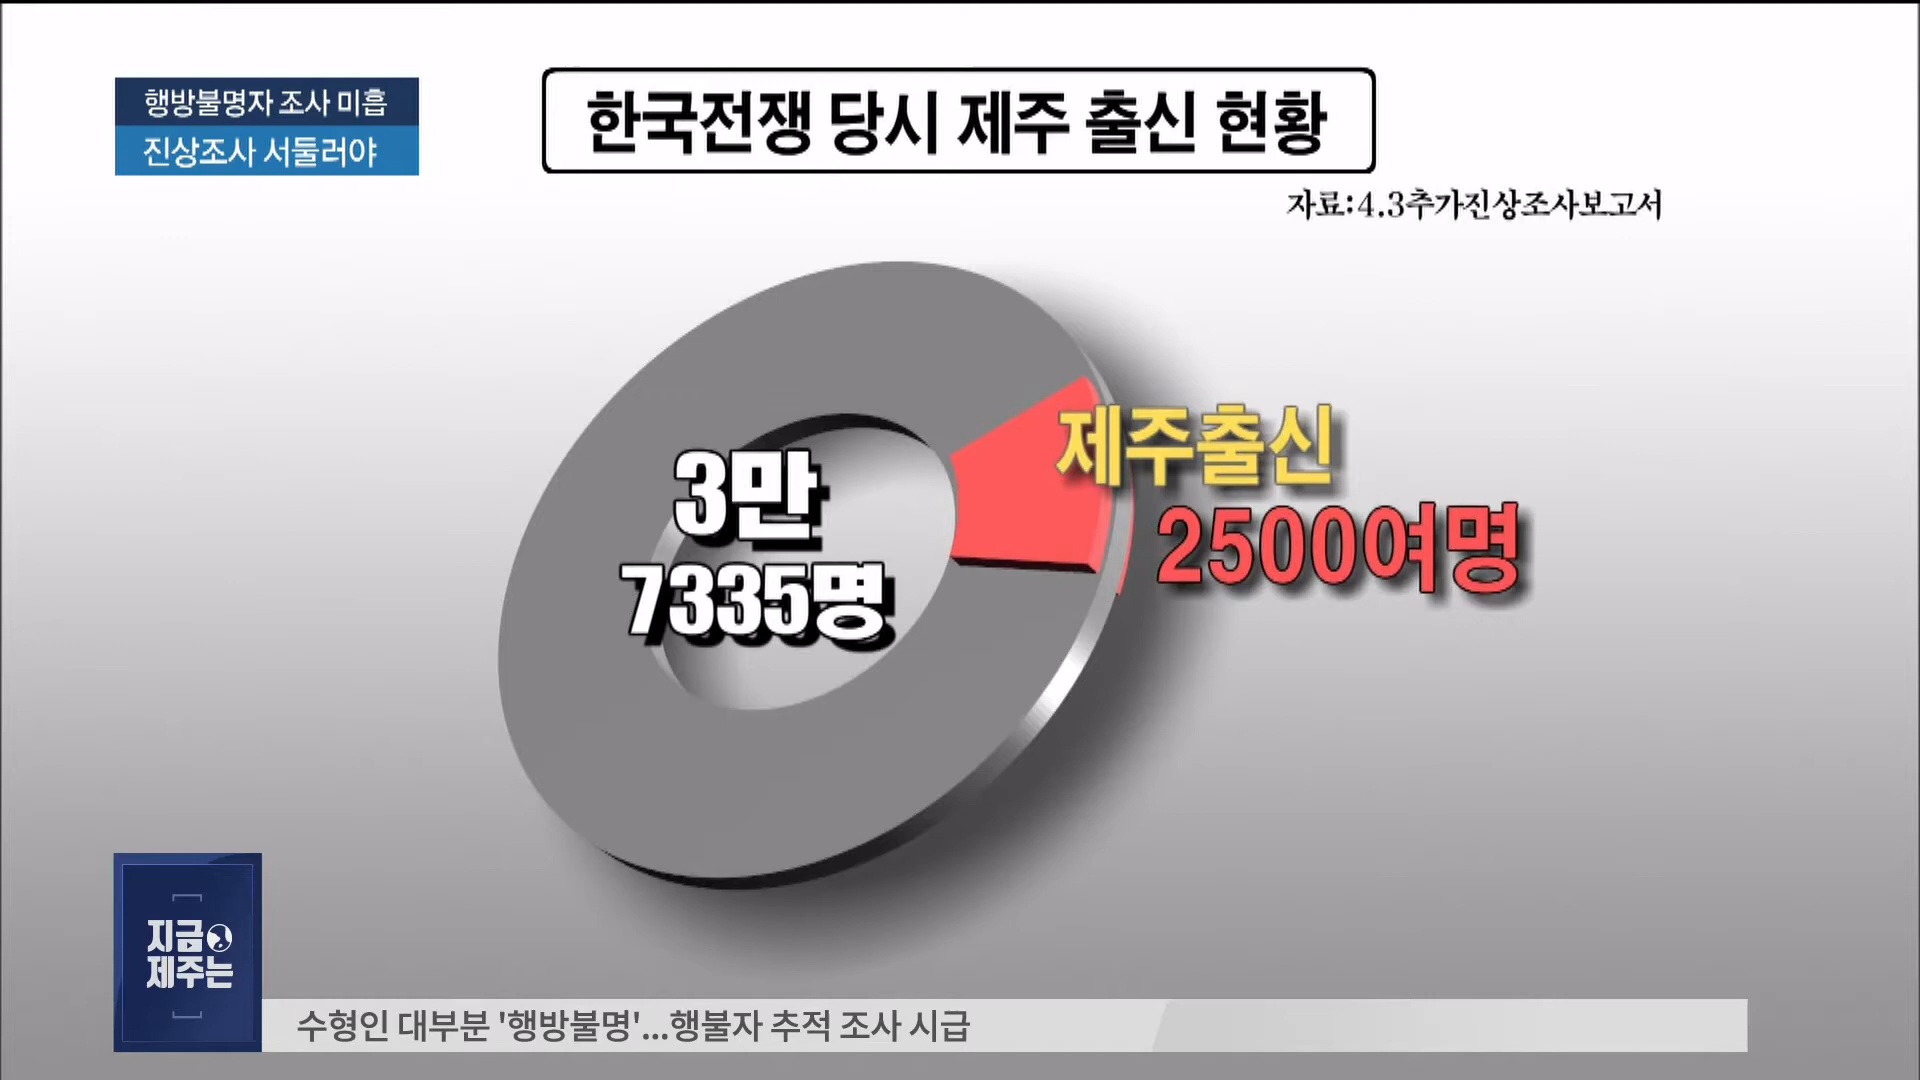 행방불명자 조사 미흡
진상조사 서둘러야
한국전쟁 당시 제주 출신 현황
자료:4.3추가진상조사보고서
3만
7335명
제주출신
2500여명
지금
제주는
수형인 대부분 '행방불명'...행불자 추적 조사 시급